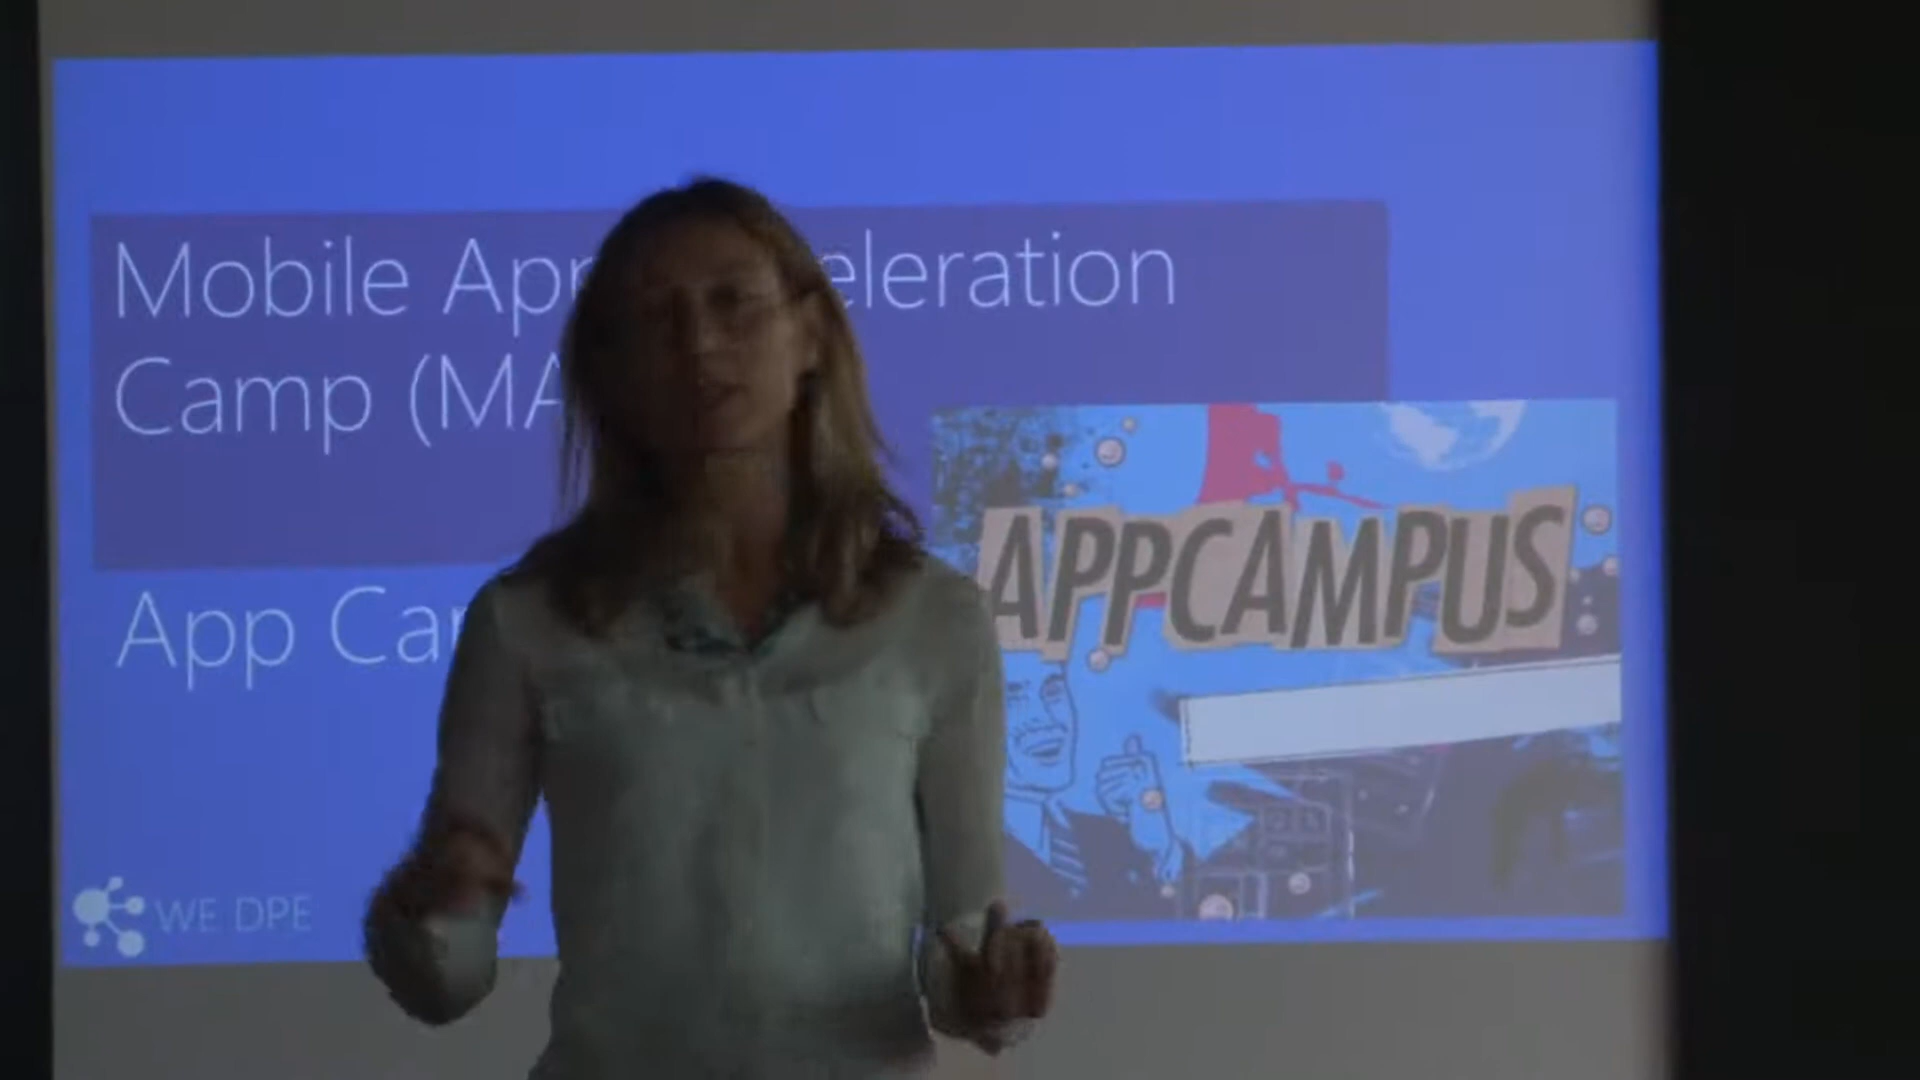 Mobile App eleration
Camp (MA
App Ca
APPCAMPUS
WE DPE